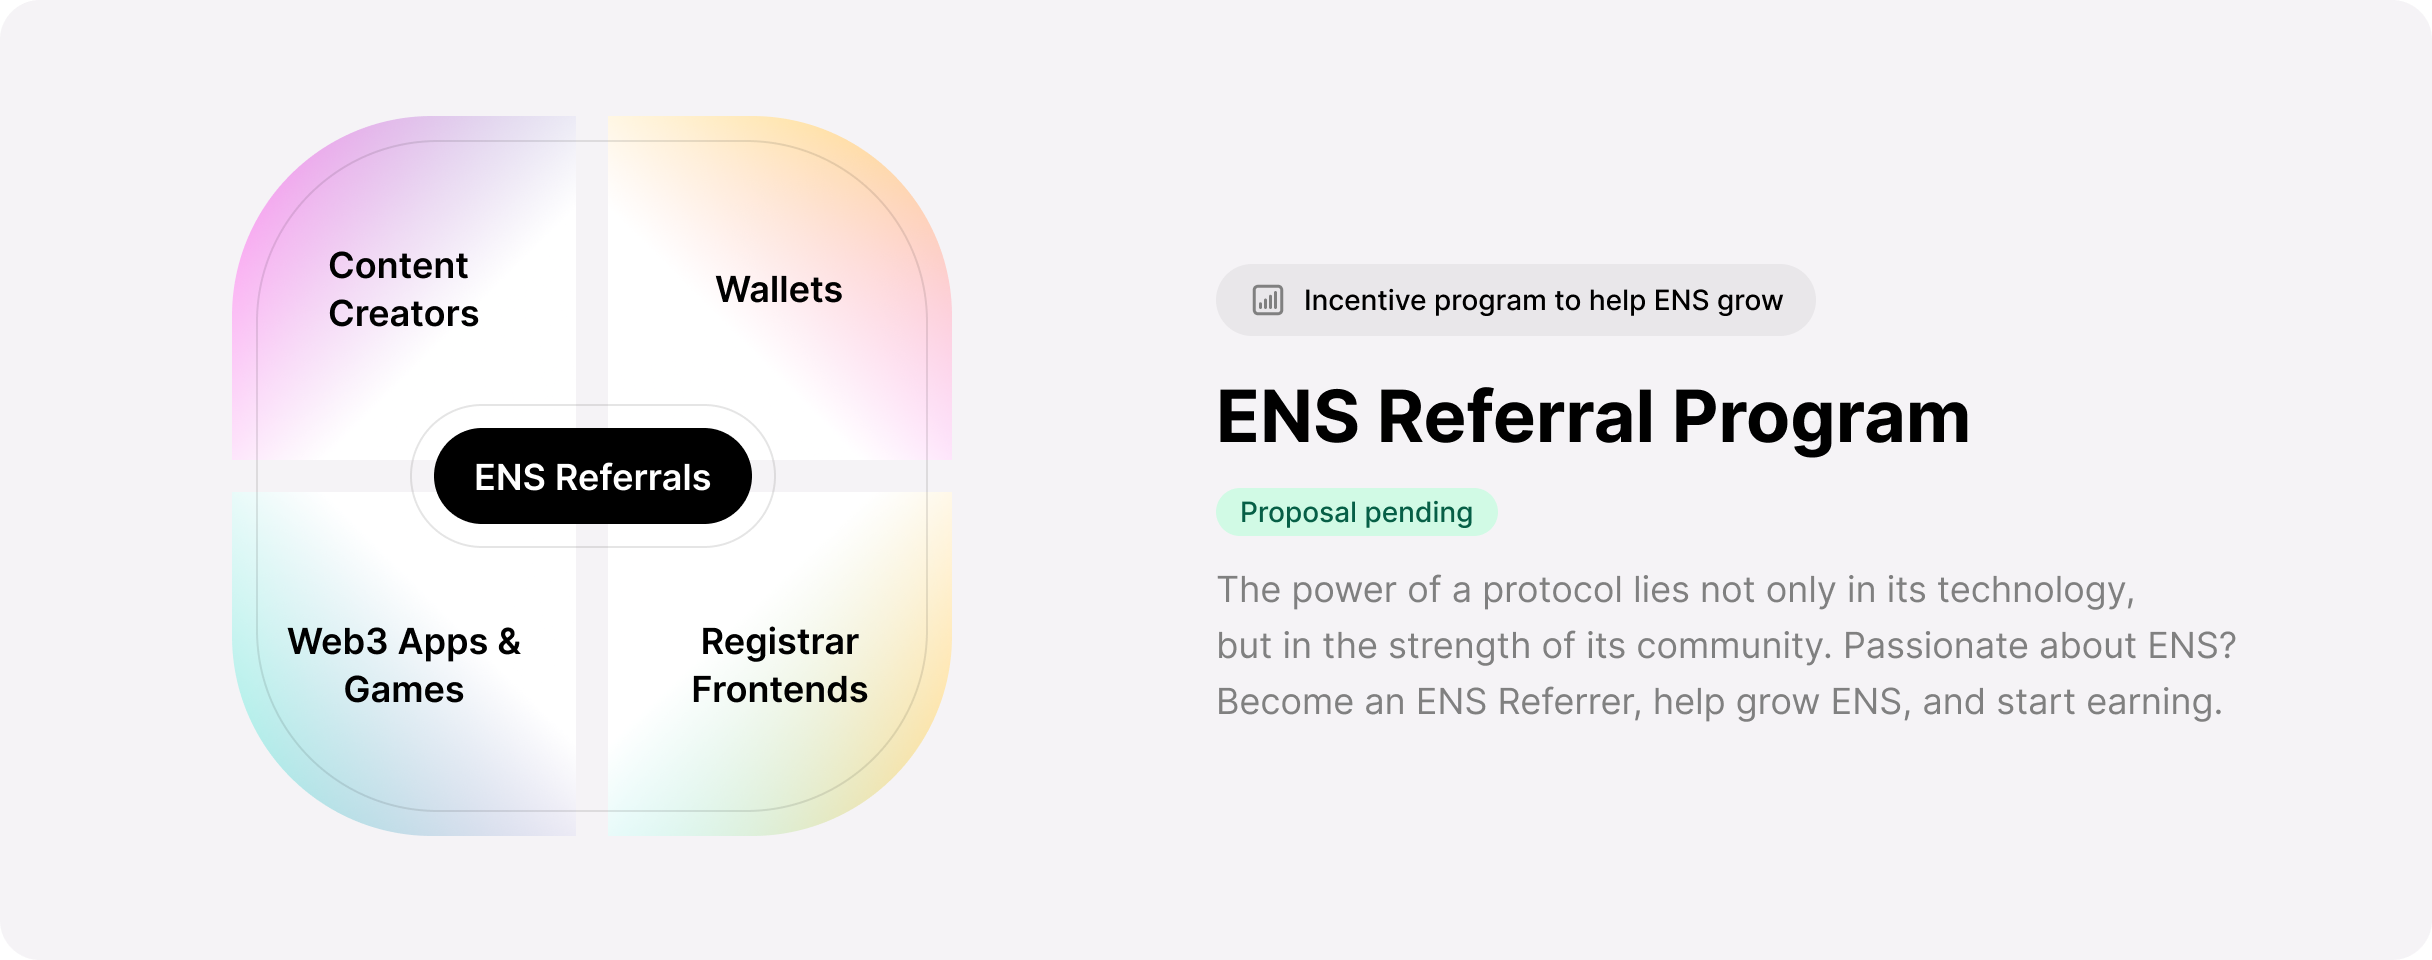 Content
Creators
Wallets
ENS Referrals
Web3 Apps &
Games
Registrar
Frontends
Incentive program to help ENS grow
ENS Referral Program
Proposal pending
The power of a protocol lies not only in its technology,
but in the strength of its community. Passionate about ENS?
Become an ENS Referrer, help grow ENS, and start earning.